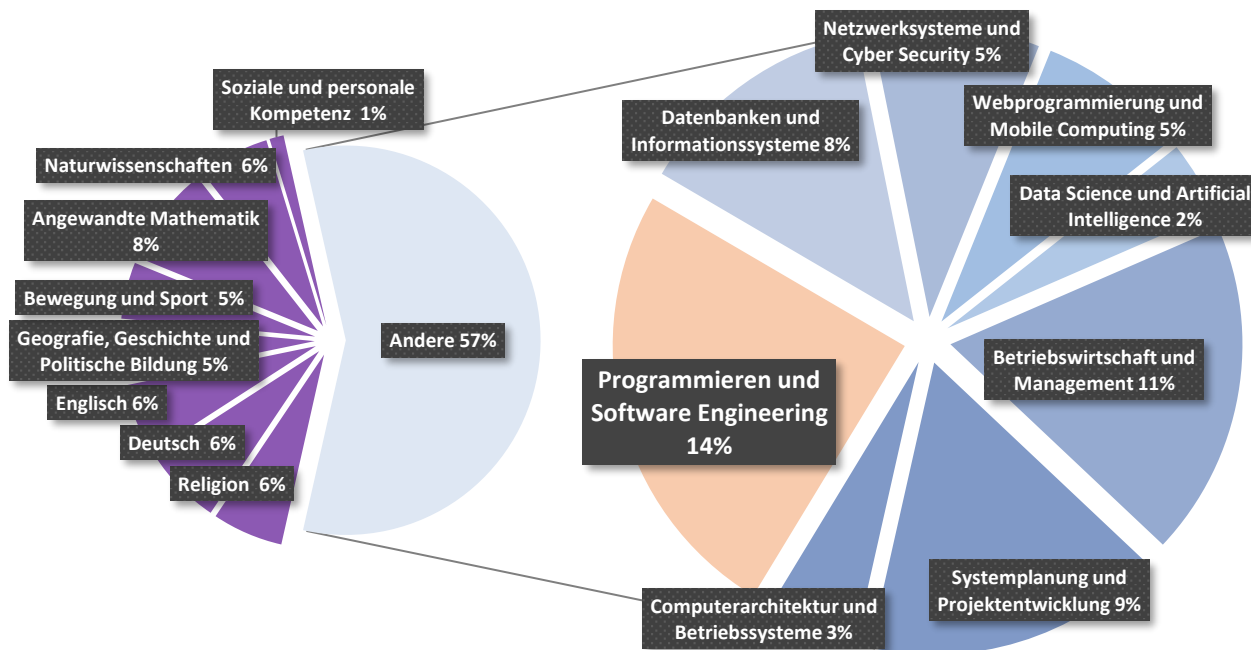 Soziale und personale
Kompetenz 1%
Naturwissenschaften 6%
Angewandte Mathematik
8%
Bewegung und Sport 5%
Geografie, Geschichte und
Politische Bildung 5%
Englisch 6%
Deutsch 6%
Religion 6%
Andere 57%
Netzwerksysteme und
Cyber Security 5%
Datenbanken und
Informationssysteme 8%
Webprogrammierung und
Mobile Computing 5%
Data Science und Artificial
Intelligence 2%
Betriebswirtschaft und
Management 11%
Programmieren und
Software Engineering
14%
Systemplanung und
Projektentwicklung 9%
Computerarchitektur und
Betriebssysteme 3%